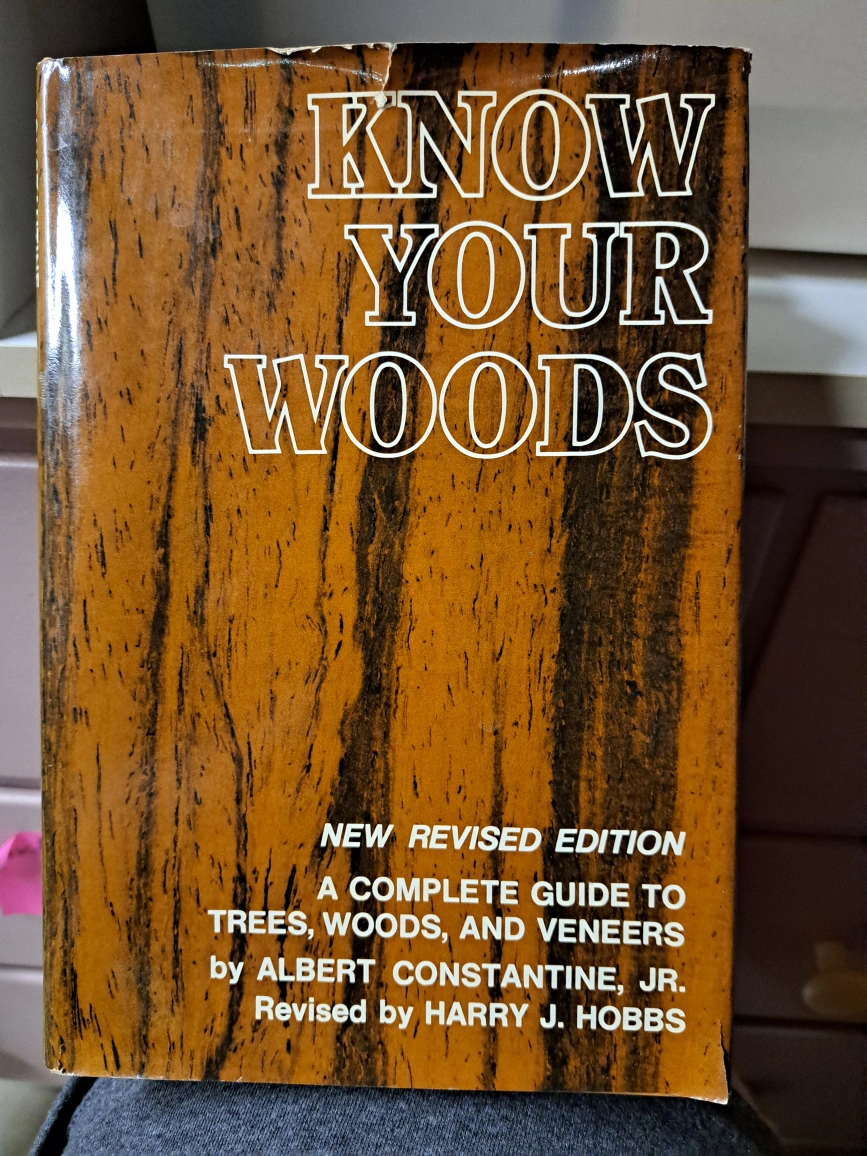 KNOW
YOUR
WOODS
NEW REVISED EDITION
A COMPLETE GUIDE TO
TREES, WOODS, AND VENEERS
by ALBERT CONSTANTINE, JR.
Revised by HARRY J. HOBBS